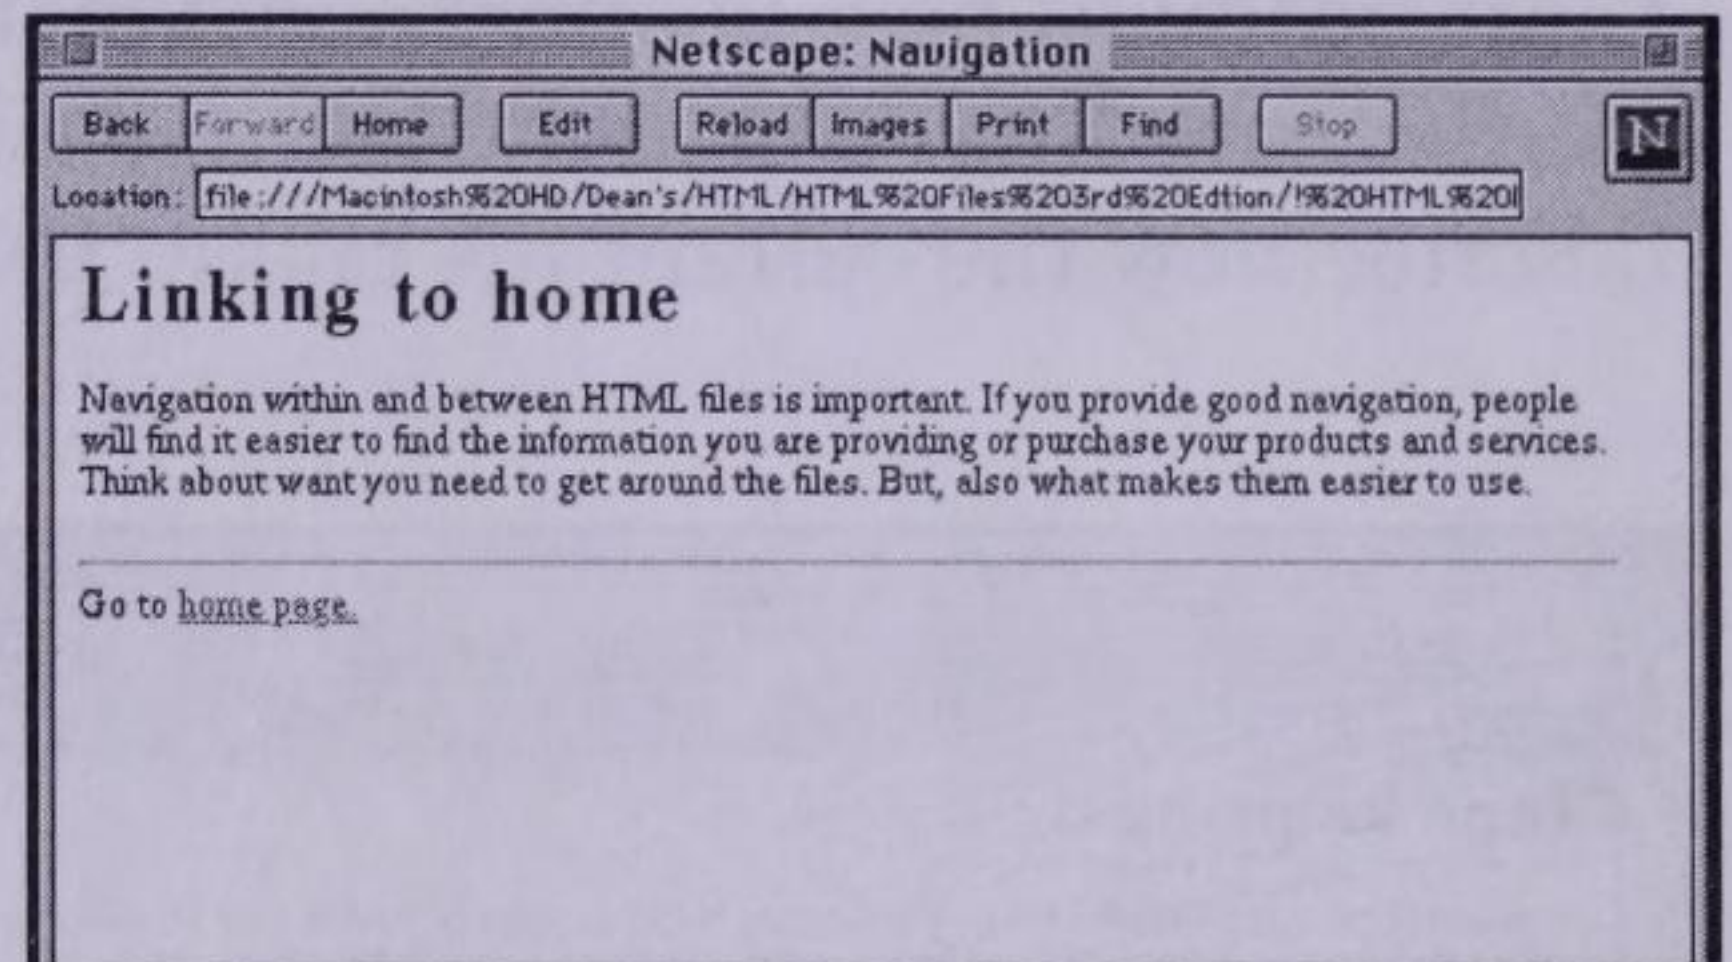 Netscape: Navigation
Back Forward Home Edit Reload Images Print Find Stop N
Location: file:///Macintosh%20HD/Dean's/HTML/HTML%20Files%203rd%20Edtion/!%20HTML%20
Linking to home
Navigation within and between HTML files is important. If you provide good navigation, people
will find it easier to find the information you are providing or purchase your products and services.
Think about want you need to get around the files. But, also what makes them easier to use.
Go to home page.